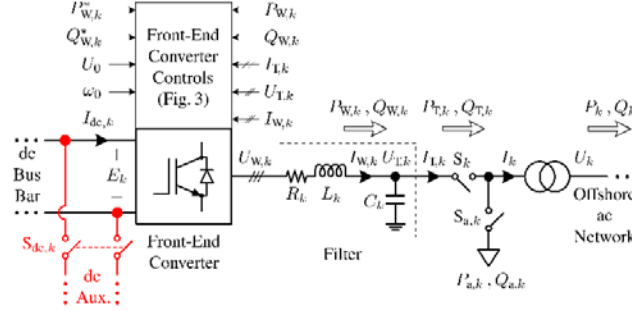 P*W,k
Q*W,k
U0
ω0
Idc,k
Front-End
Converter
Controls
(Fig. 3)
PW,k
QW,k
IT,k
UT,k
IW,k
dc
Bus
Bar
Ek
Sdc,k
dc
Aux.
Front-End
Converter
UW,k
Rk
Lk
IW,k
UT,k
Ck
Filter
PW,k , QW,k
PT,k , QT,k
IT,k
Sk
Ik
Sa,k
Pa,k , Qa,k
Pk , Qk
Uk
Offshore
ac
Network